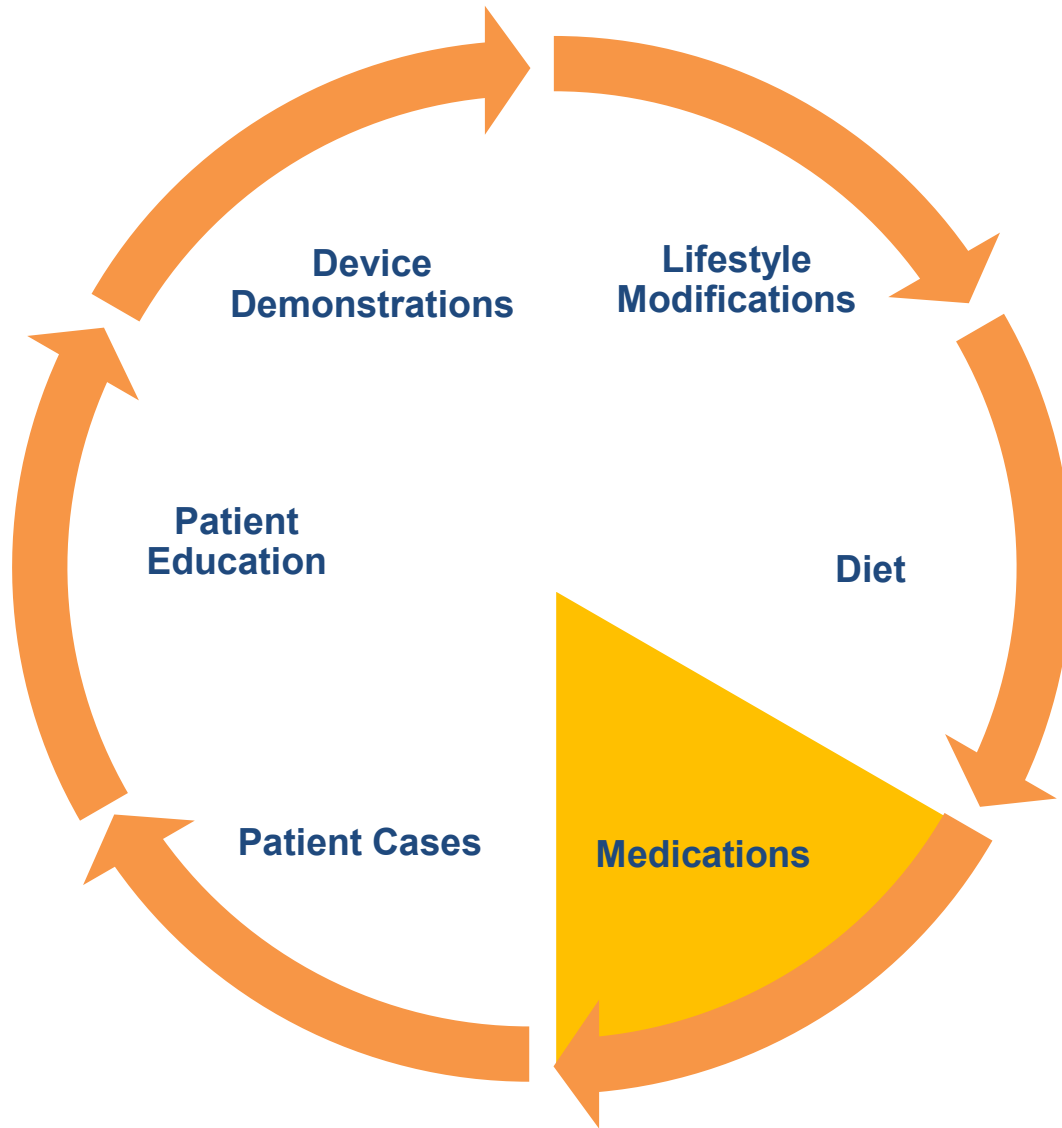 Device
Demonstrations
Lifestyle
Modifications
Patient
Education
Diet
Patient Cases
Medications